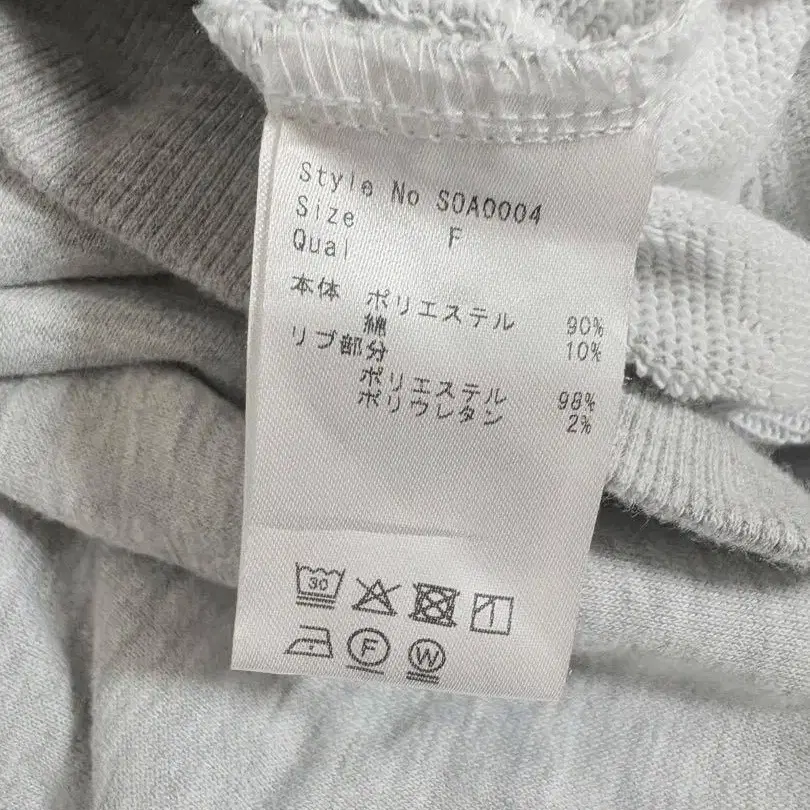 Style No S0A0004
Size F
Qual
本体 ポリエステル 90%
綿 10%
リブ部分
ポリエステル 98%
ポリウレタン 2%
30
F W